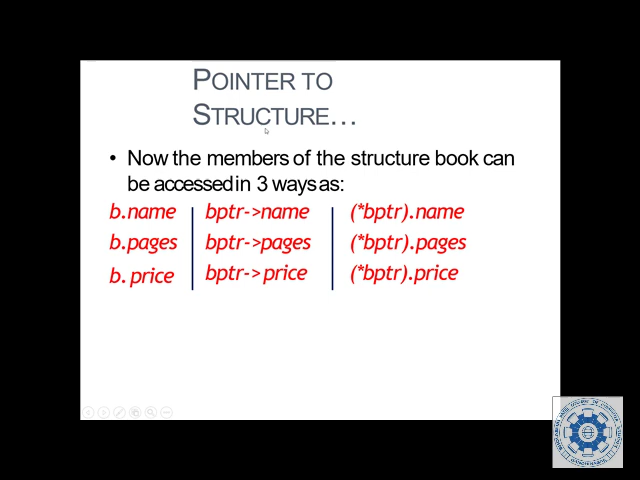 POINTER TO
STRUCTURE…
• Now the members of the structure book can
be accessed in 3 ways as:
b.name bptr->name (*bptr).name
b.pages bptr->pages (*bptr).pages
b. price bptr-> price (*bptr).price